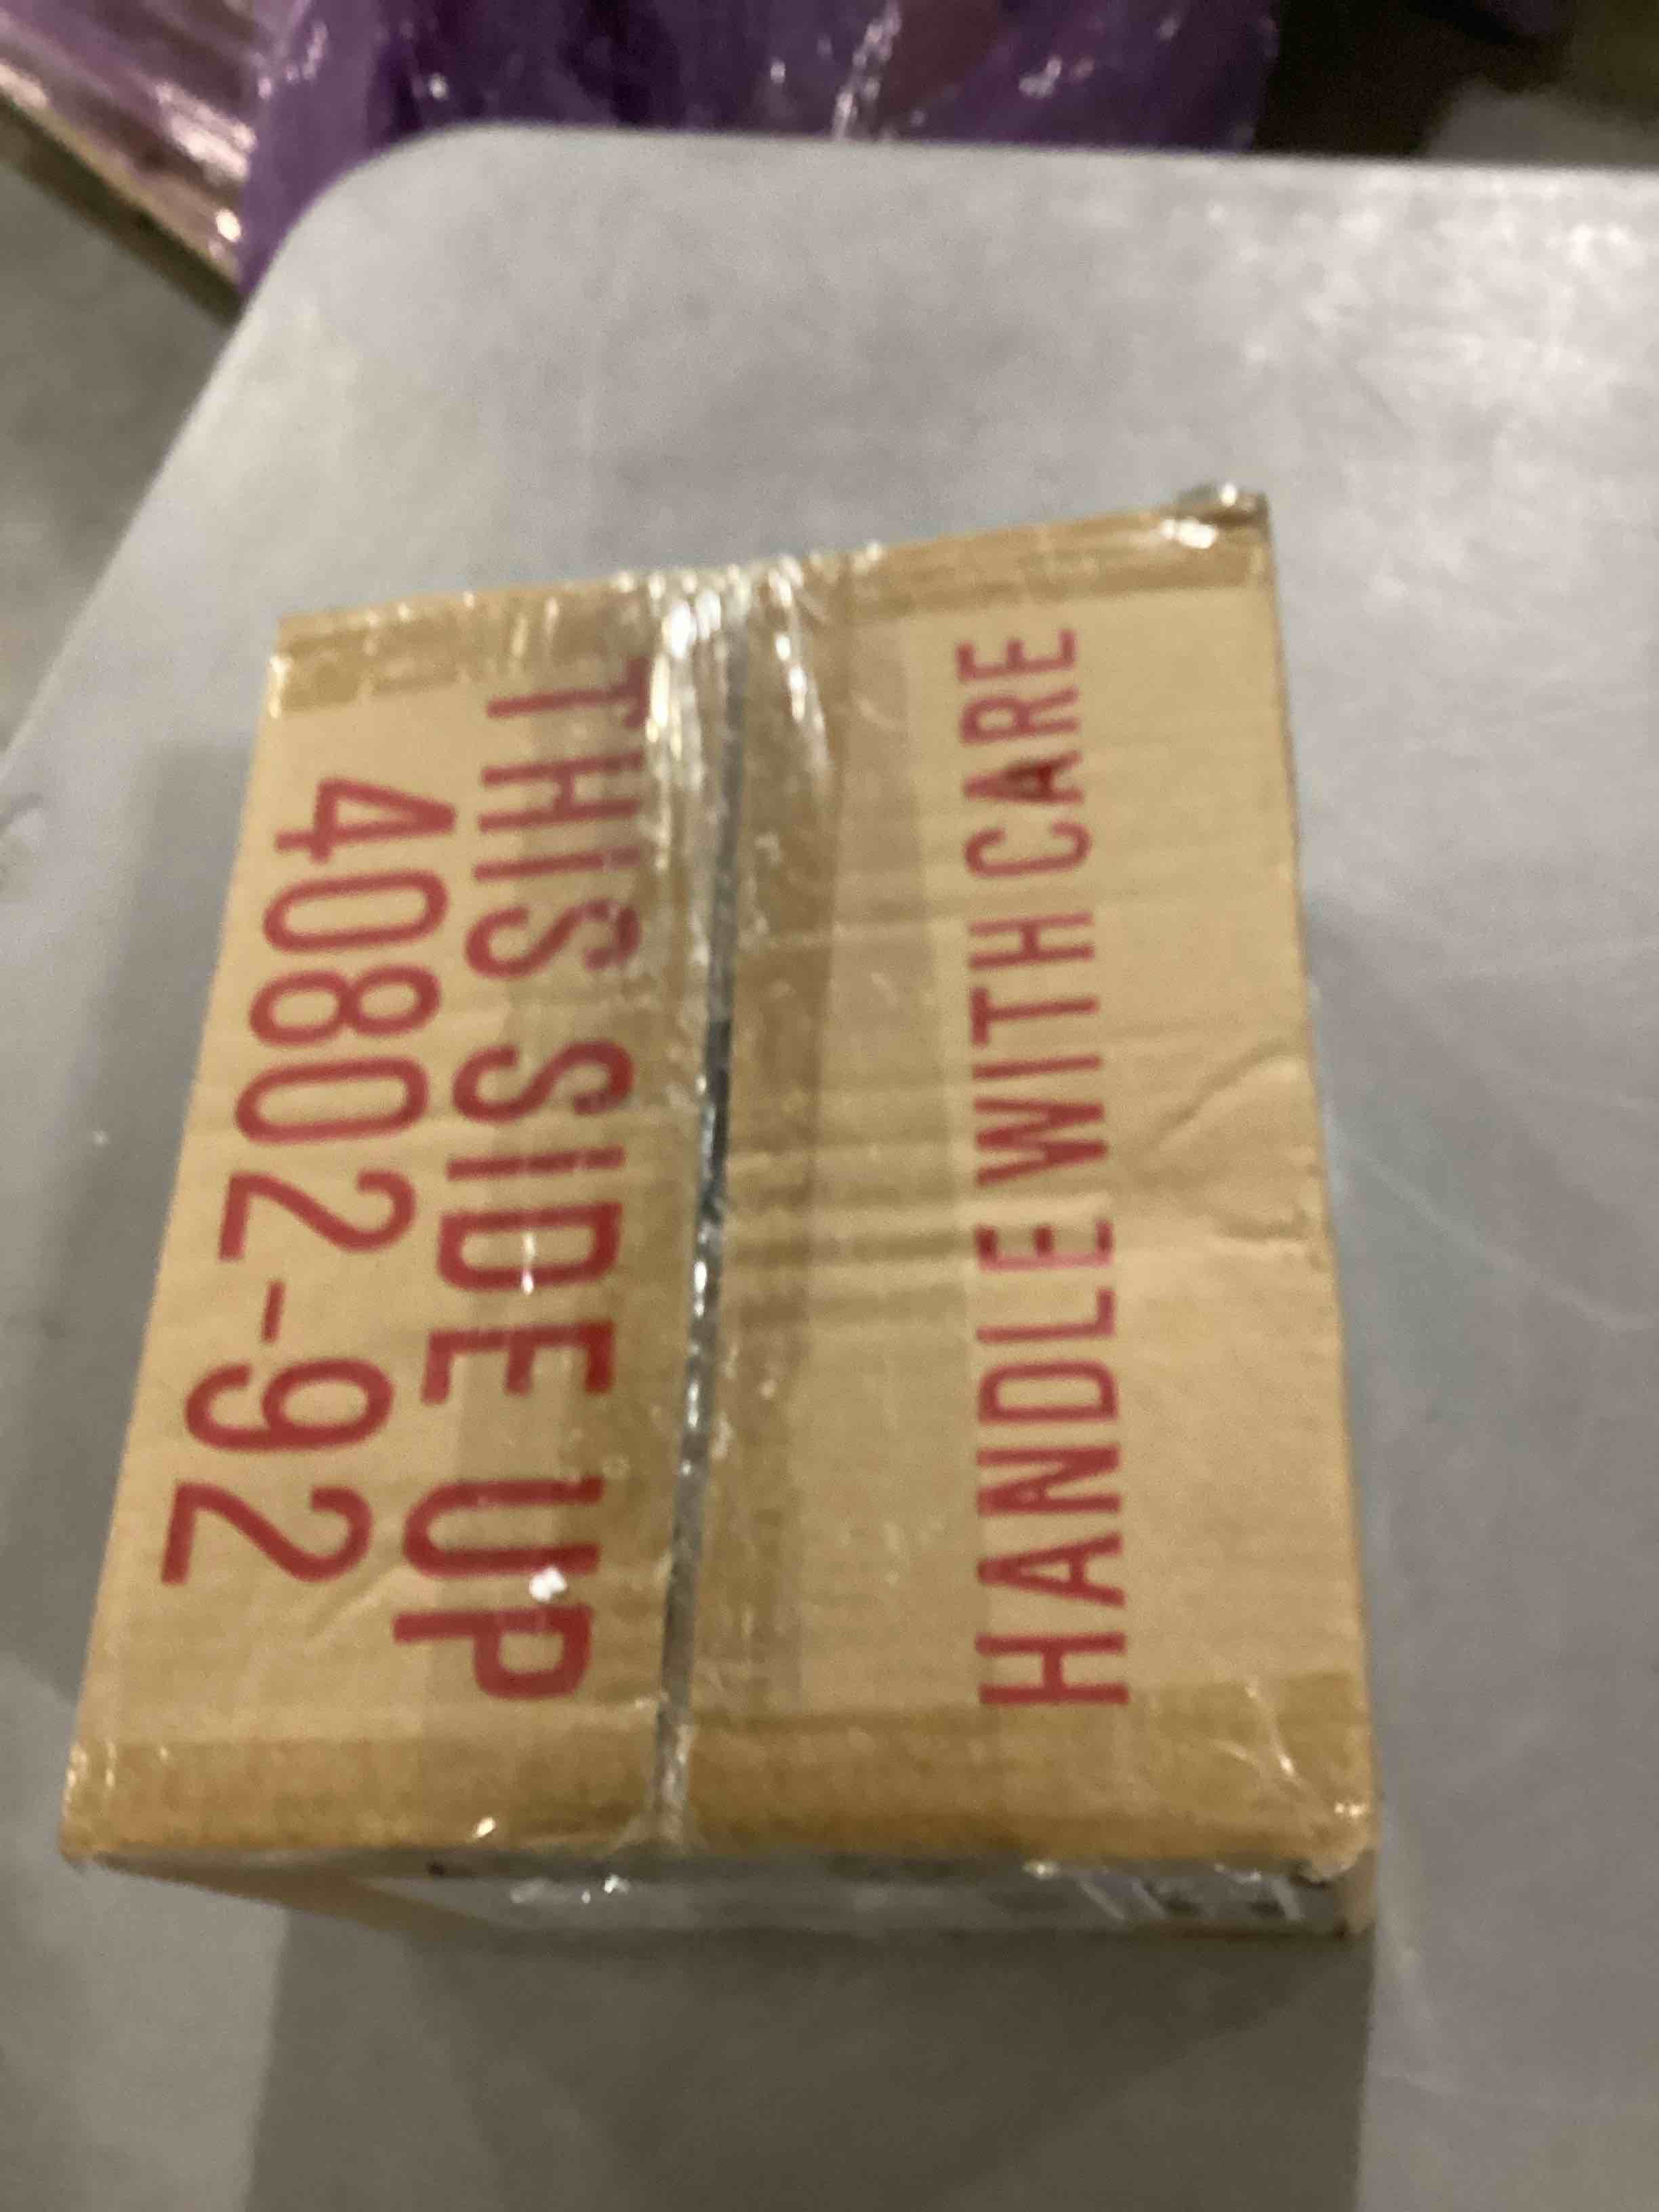 THIS SIDE UP
40802-92
HANDLE WITH CARE